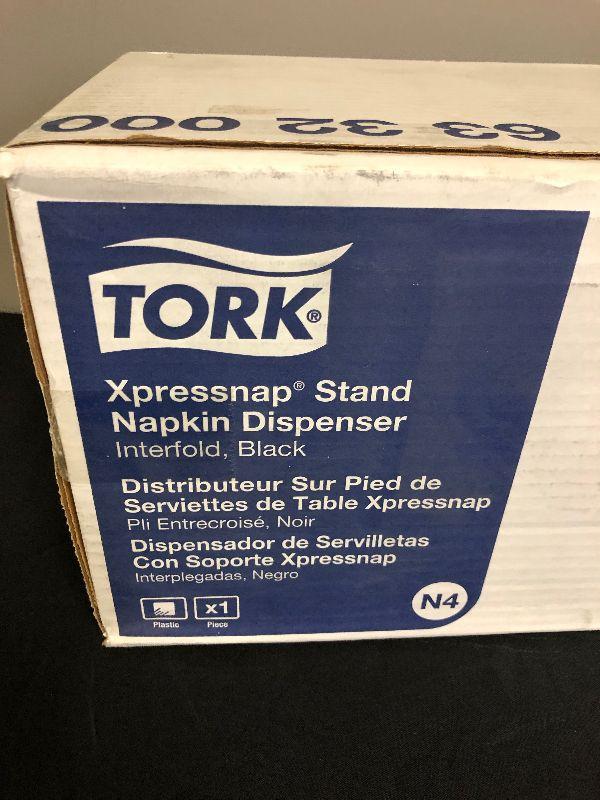 63 32 000
TORK®
Xpressnap® Stand
Napkin Dispenser
Interfold, Black
Distributeur Sur Pied de
Serviettes de Table Xpressnap
Pli Entrecroisé, Noir
Dispensador de Servilletas
Con Soporte Xpressnap
Interplegadas, Negro
x1
Plastic Piece
N4